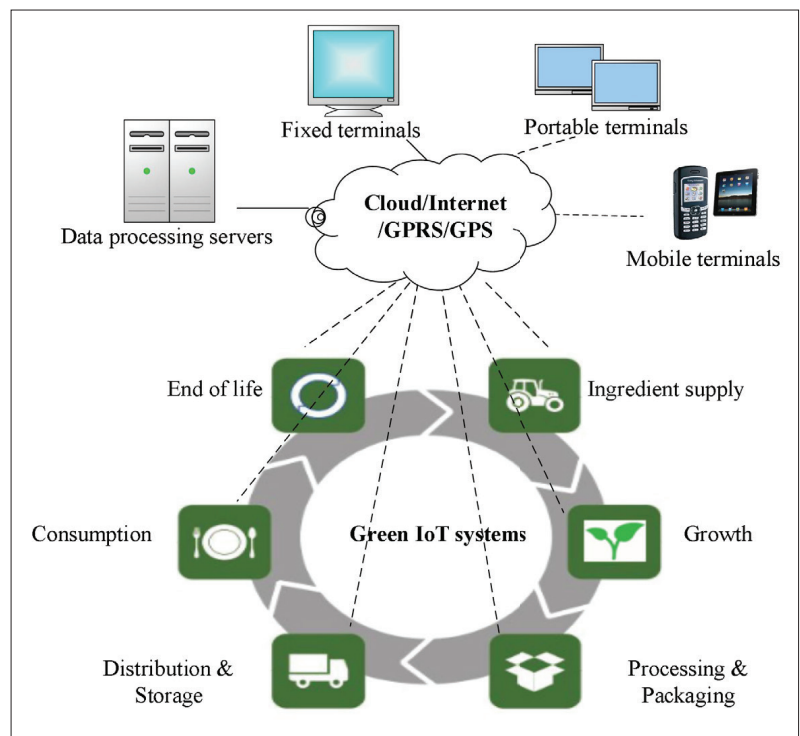 Fixed terminals
Portable terminals
Data processing servers
Cloud/Internet
/GPRS/GPS
Mobile terminals
End of life
Ingredient supply
Consumption
Green IoT systems
Growth
Distribution &
Storage
Processing &
Packaging